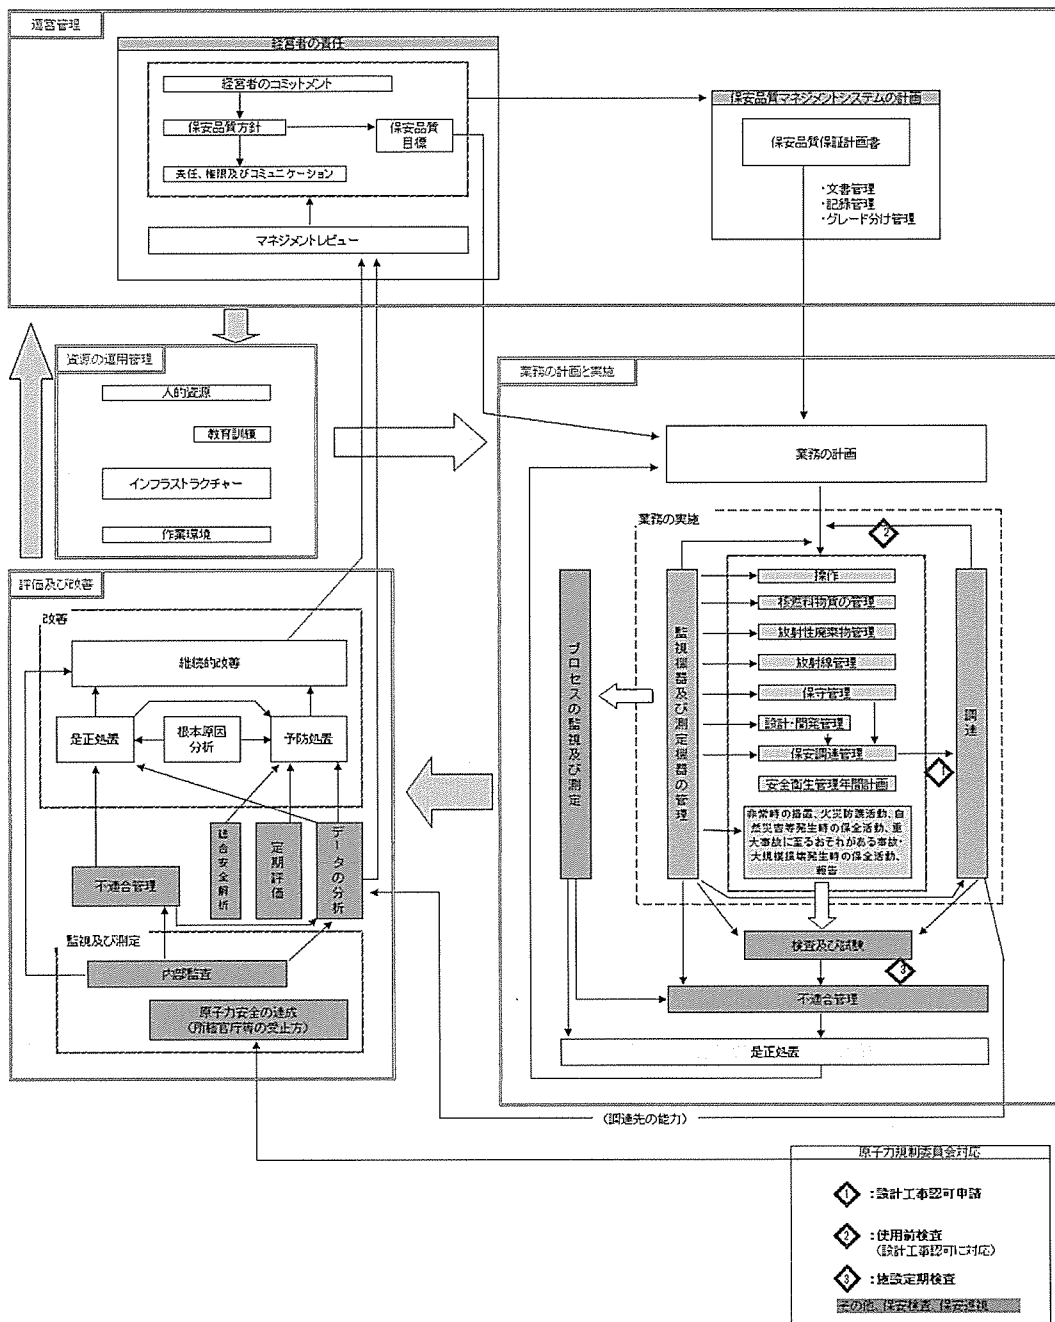 運営管理
経営者の責任
経営者のコミットメント
保安品質方針
保安品質
目標
責任、権限及びコミュニケーション
マネジメントレビュー
保安品質マネジメントシステムの計画
保安品質保証計画書
・文書管理
・記録管理
・グレード分け管理
資源の運用管理
人的資源
教育訓練
インフラストラクチャー
作業環境
業務の計画と実施
業務の計画
業務の実施
2
プロセスの監視及び測定
監視機器及び測定機器の管理
操作
核燃料物質の管理
放射性廃棄物管理
放射線管理
保守管理
設計・開発管理
保安調達管理
安全衛生管理年間計画
非常時の措置、火災防護活動、自
然災害等発生時の保全活動、重
大事故に至るおそれがある事故・
大規模損壊発生時の保全活動、
報告
調達
1
検査及び試験
3
不適合管理
是正処置
評価及び改善
改善
継続的改善
是正処置
根本原因
分析
予防処置
総合安全解析
定期評価
データの分析
不適合管理
監視及び測定
内部監査
原子力安全の達成
(所轄官庁等の受止方)
(調達先の能力)
原子力規制委員会対応
1 :設計工事認可申請
2 :使用前検査
(設計工事認可に対応)
3 :施設定期検査
その他、保安検査、保安巡視